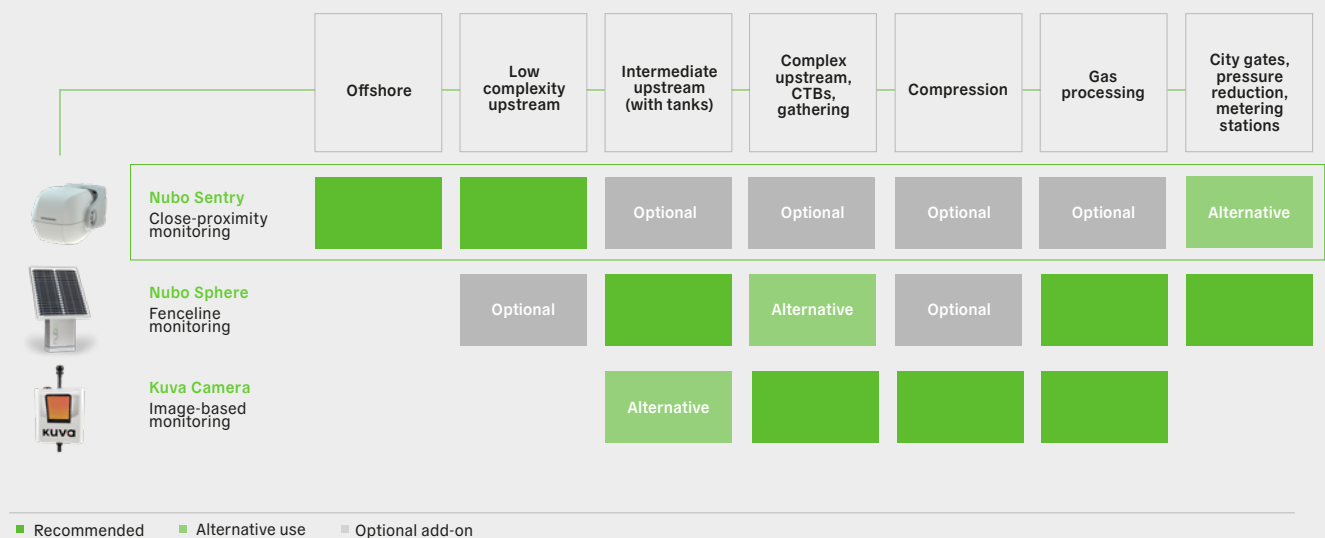 Offshore
Low
complexity
upstream
Intermediate
upstream
(with tanks)
Complex
upstream,
CTBs,
gathering
Compression
Gas
processing
City gates,
pressure
reduction,
metering
stations
Nubo Sentry
Close-proximity
monitoring
Optional
Optional
Optional
Optional
Alternative
Nubo Sphere
Fenceline
monitoring
Optional
Alternative
Optional
Kuva Camera
Image-based
monitoring
Alternative
KUVA
Recommended
Alternative use
Optional add-on